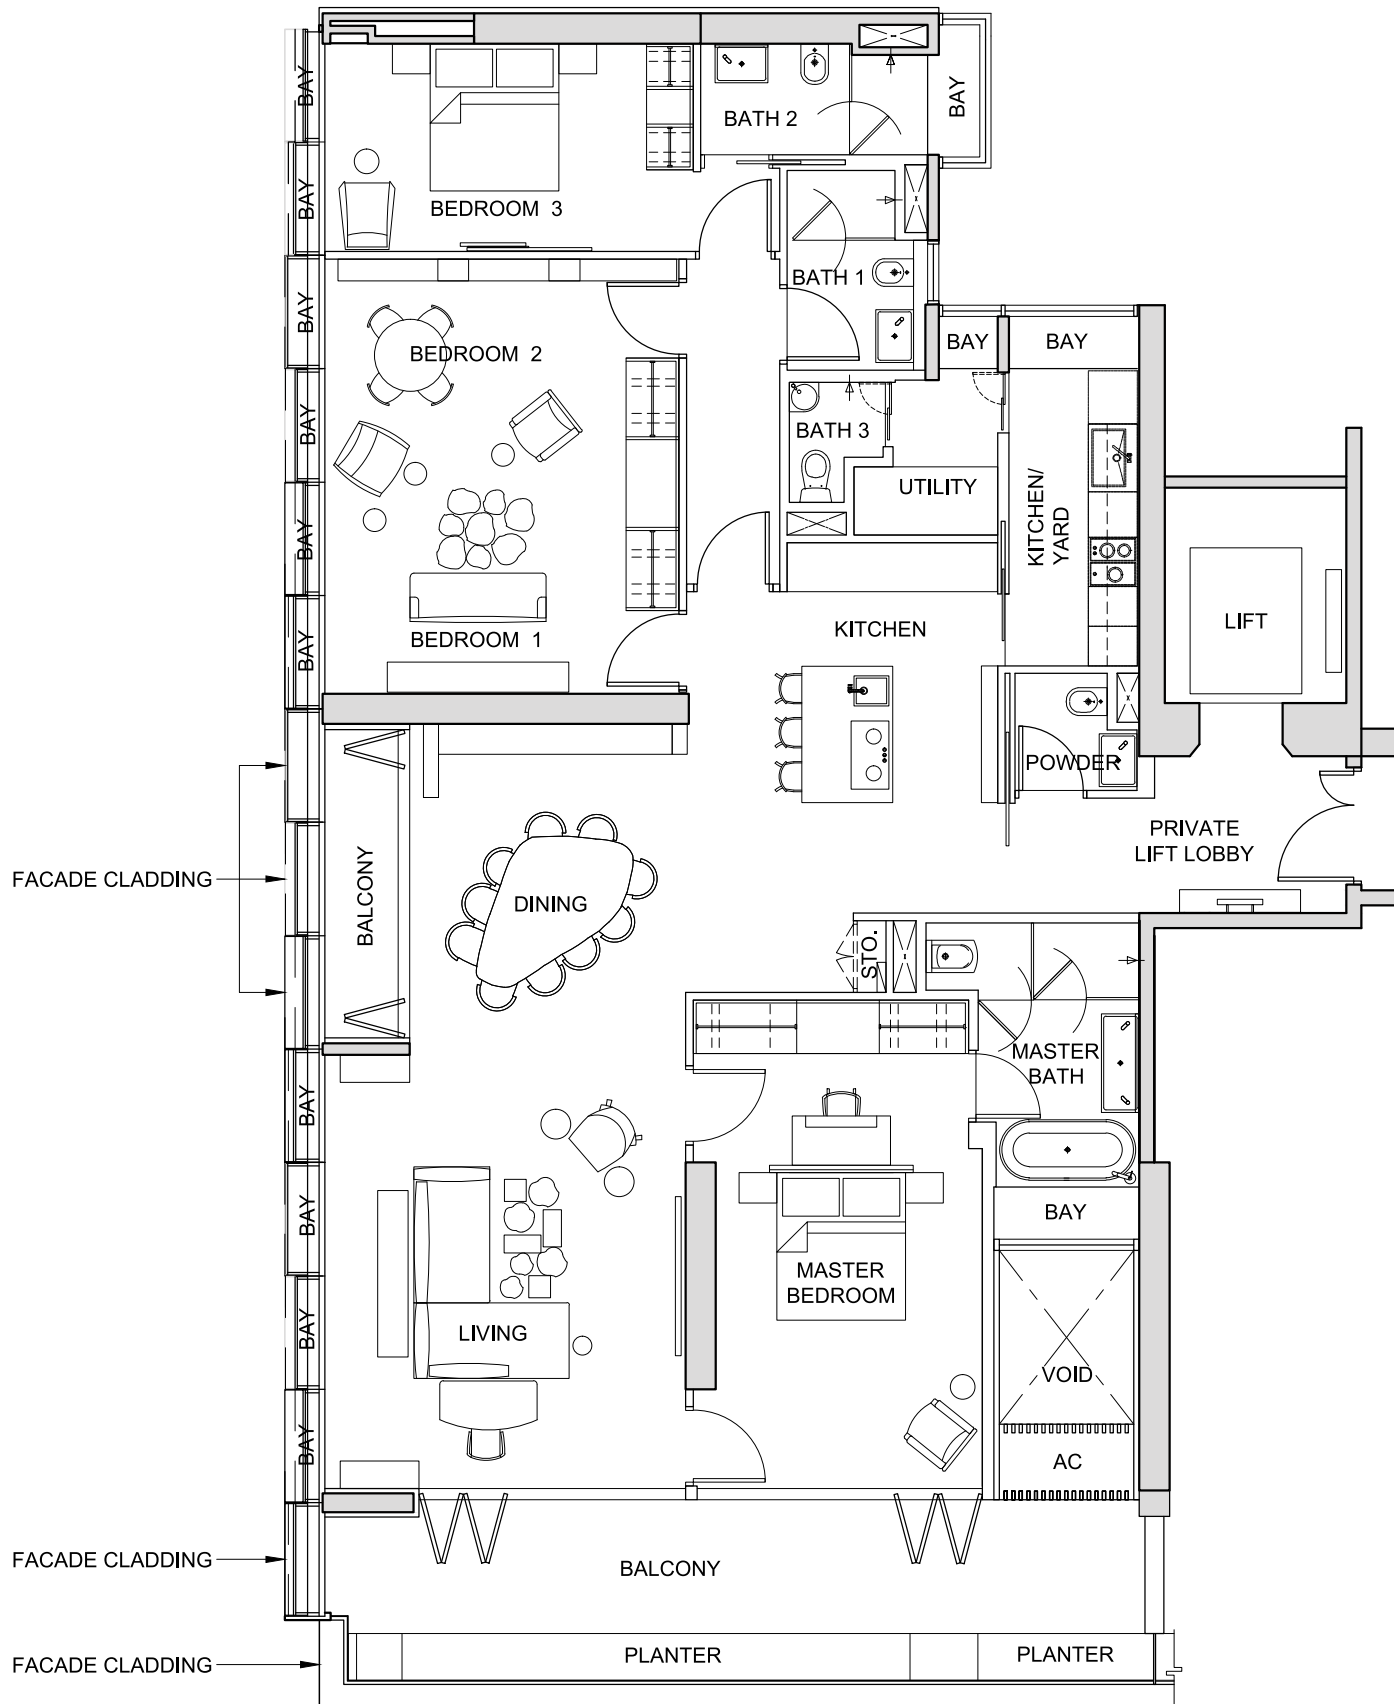 BAY
BAY
BATH 2
BAY
BEDROOM 3
BATH 1
BAY
BEDROOM 2
BAY
BAY
BAY
BATH 3
UTILITY
KITCHEN/
YARD
BAY
BEDROOM 1
BAY
KITCHEN
LIFT
POWDER
PRIVATE
LIFT LOBBY
FACADE CLADDING
BALCONY
DINING
STO.
MASTER
BATH
BAY
BAY
BAY
MASTER
BEDROOM
LIVING
BAY
VOID
BAY
AC
FACADE CLADDING
BALCONY
FACADE CLADDING
PLANTER
PLANTER